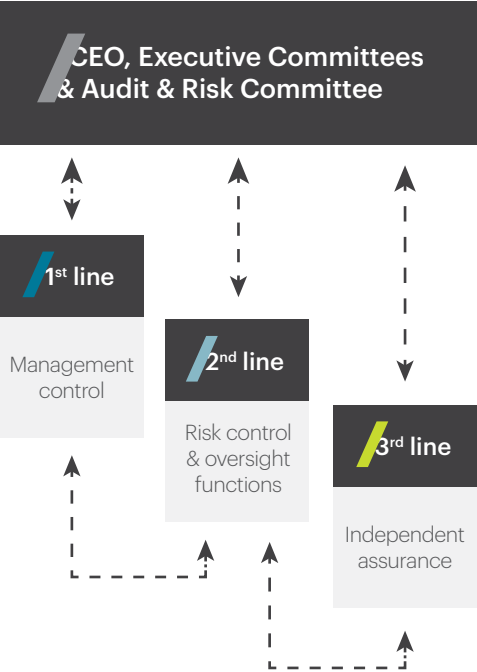 CEO, Executive Committees
& Audit & Risk Committee
1st line
Management
control
2nd line
Risk control
& oversight
functions
3rd line
Independent
assurance